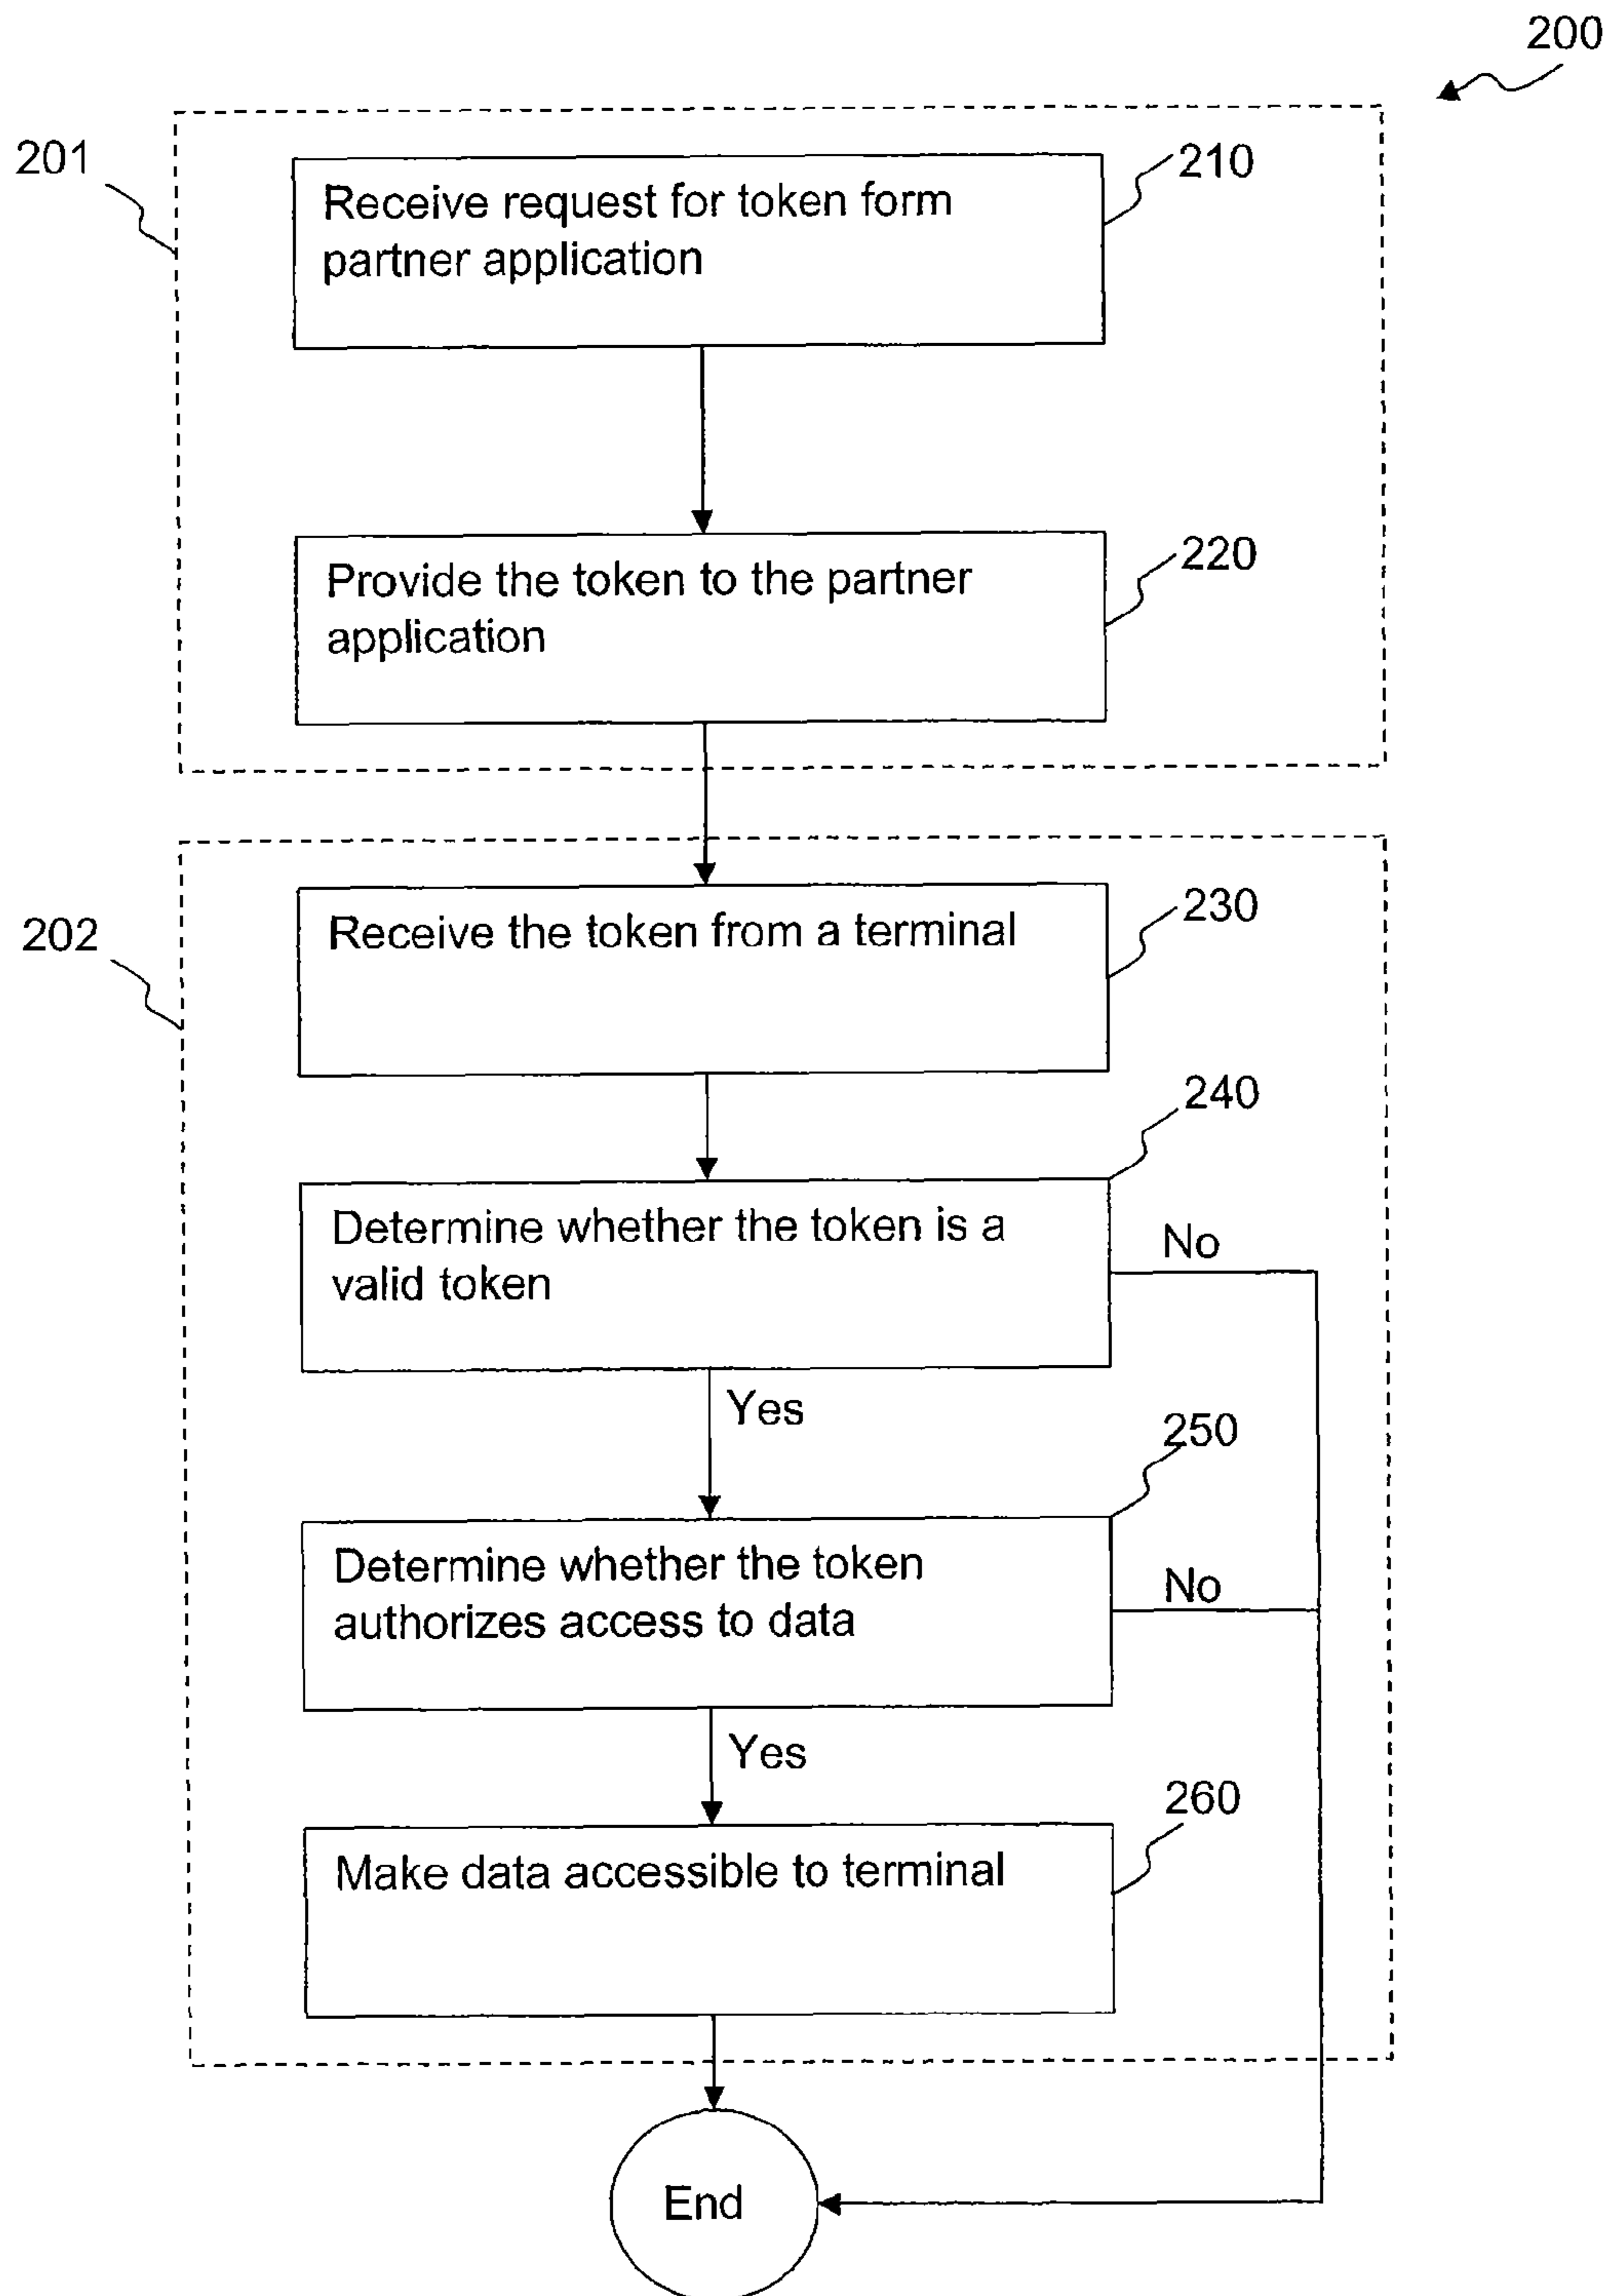 200
201
210
Receive request for token form
partner application
220
Provide the token to the partner
application
202
230
Receive the token from a terminal
240
Determine whether the token is a
valid token
No
Yes
250
Determine whether the token
authorizes access to data
No
Yes
260
Make data accessible to terminal
End